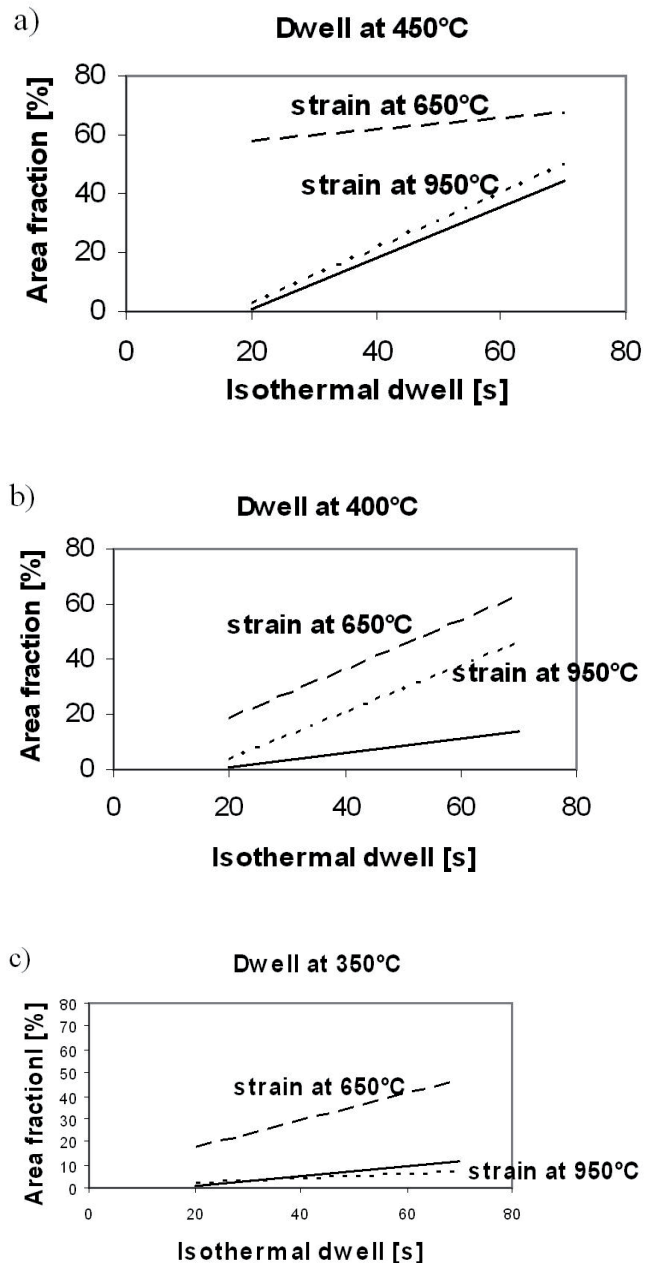 a)
Dwell at 450°C
80
60
40
20
0
strain at 650°C
strain at 950°C
Area fraction [%]
0 20 40 60 80
Isothermal dwell [s]
b)
Dwell at 400°C
80
60
40
20
0
strain at 650°C
strain at 950°C
Area fraction [%]
0 20 40 60 80
Isothermal dwell [s]
c)
Dwell at 350°C
80
70
60
50
40
30
20
10
0
strain at 650°C
strain at 950°C
Area fractionl [%]
0 20 40 60 80
Isothermal dwell [s]